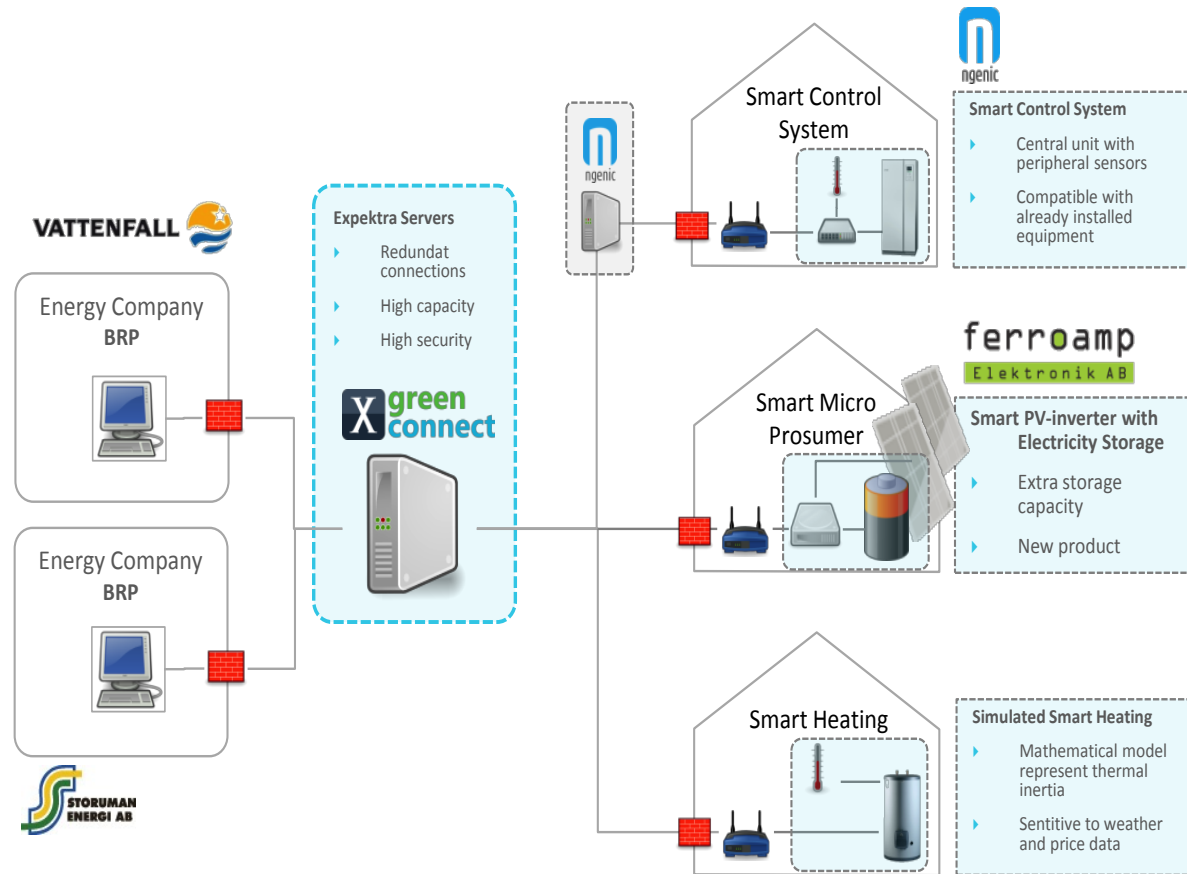 VATTENFALL
Energy Company
BRP
Energy Company
BRP
STORUMAN
ENERGI AB
Expektra Servers
Redundat
connections
High capacity
High security
X green
connect
ngenic
Smart Control
System
ngenic
Smart Control System
Central unit with
peripheral sensors
Compatible with
already installed
equipment
Smart Micro
Prosumer
ferroamp
Elektronik AB
Smart PV-inverter with
Electricity Storage
Extra storage
capacity
New product
Smart Heating
Simulated Smart Heating
Mathematical model
represent thermal
inertia
Sentitive to weather
and price data